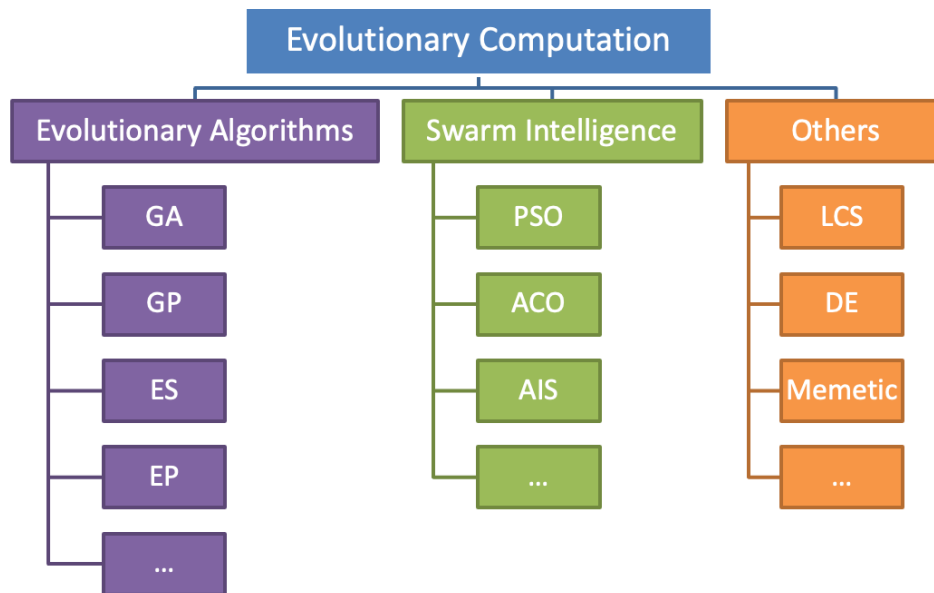 Evolutionary Computation
Evolutionary Algorithms
GA
GP
ES
EP
...
Swarm Intelligence
PSO
ACO
AIS
...
Others
LCS
DE
Memetic
...